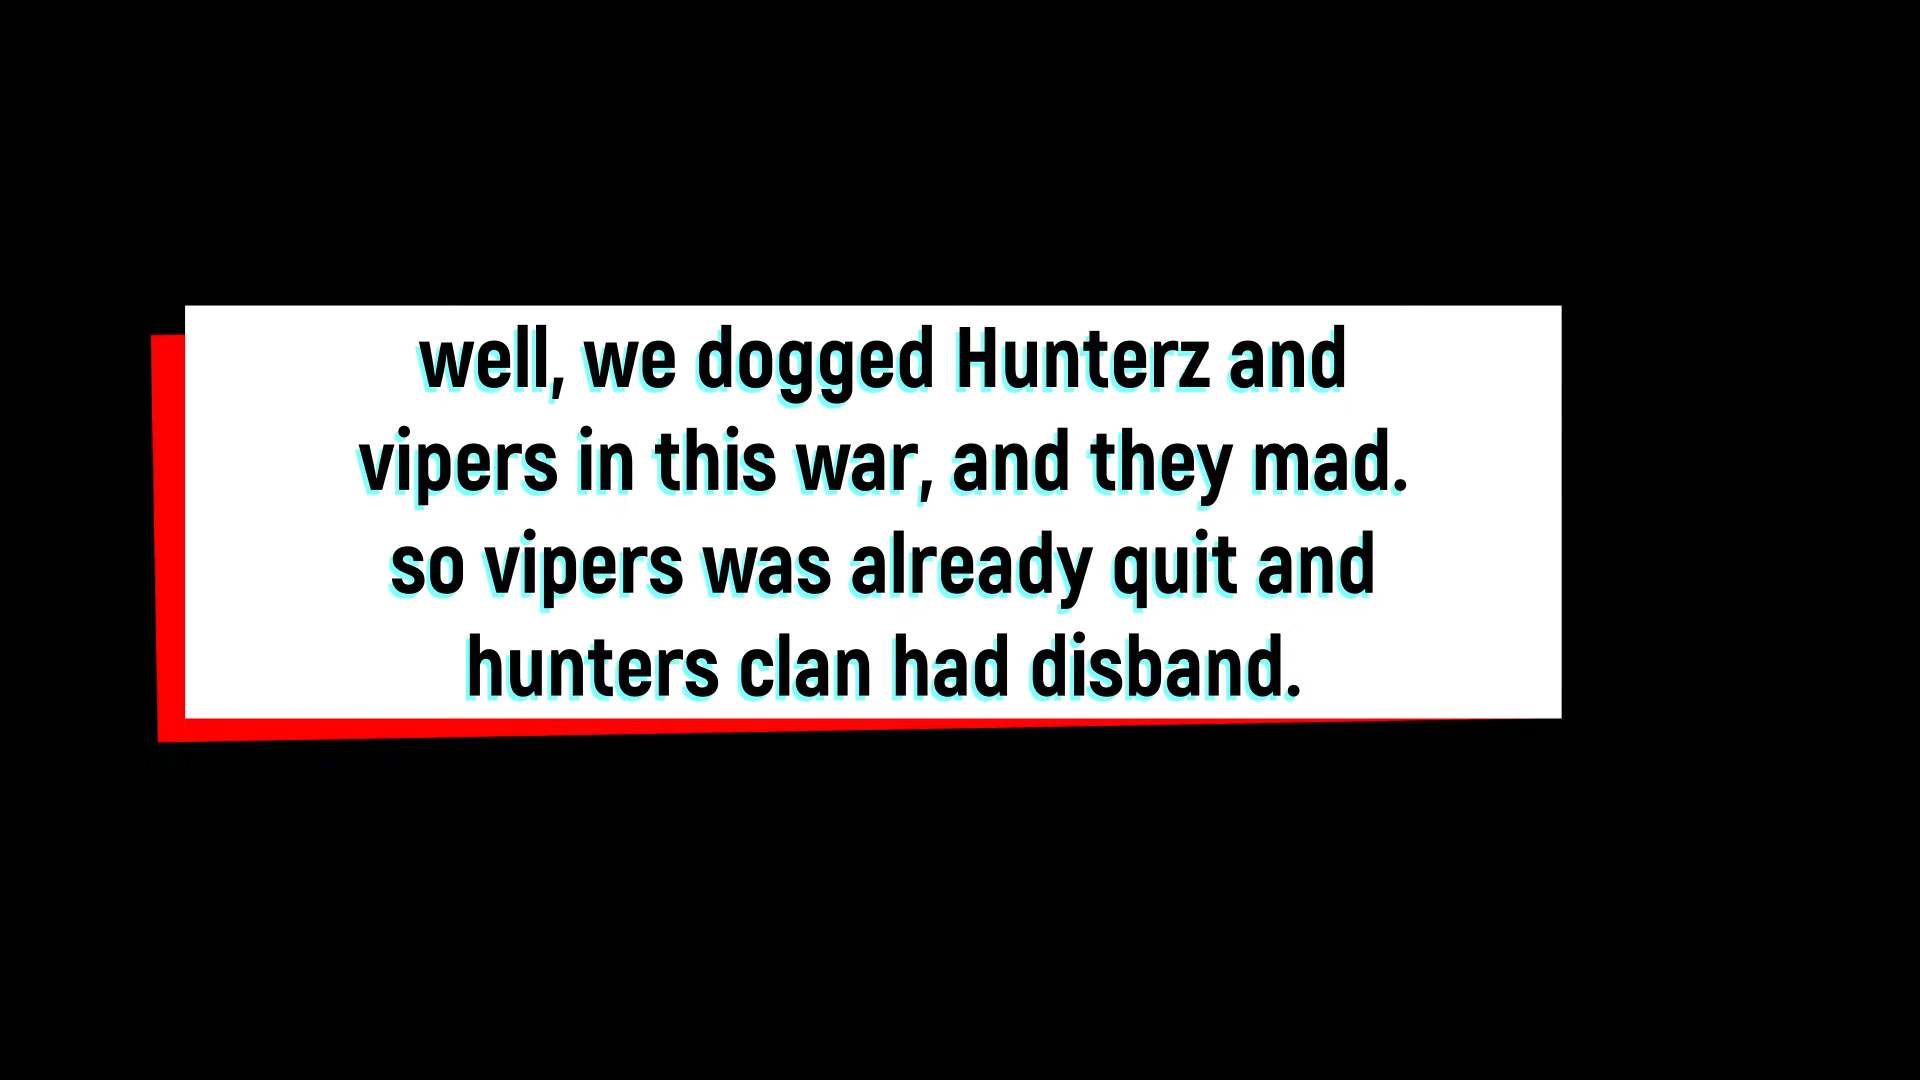 well, we dogged Hunterz and
vipers in this war, and they mad.
so vipers was already quit and
hunters clan had disband.